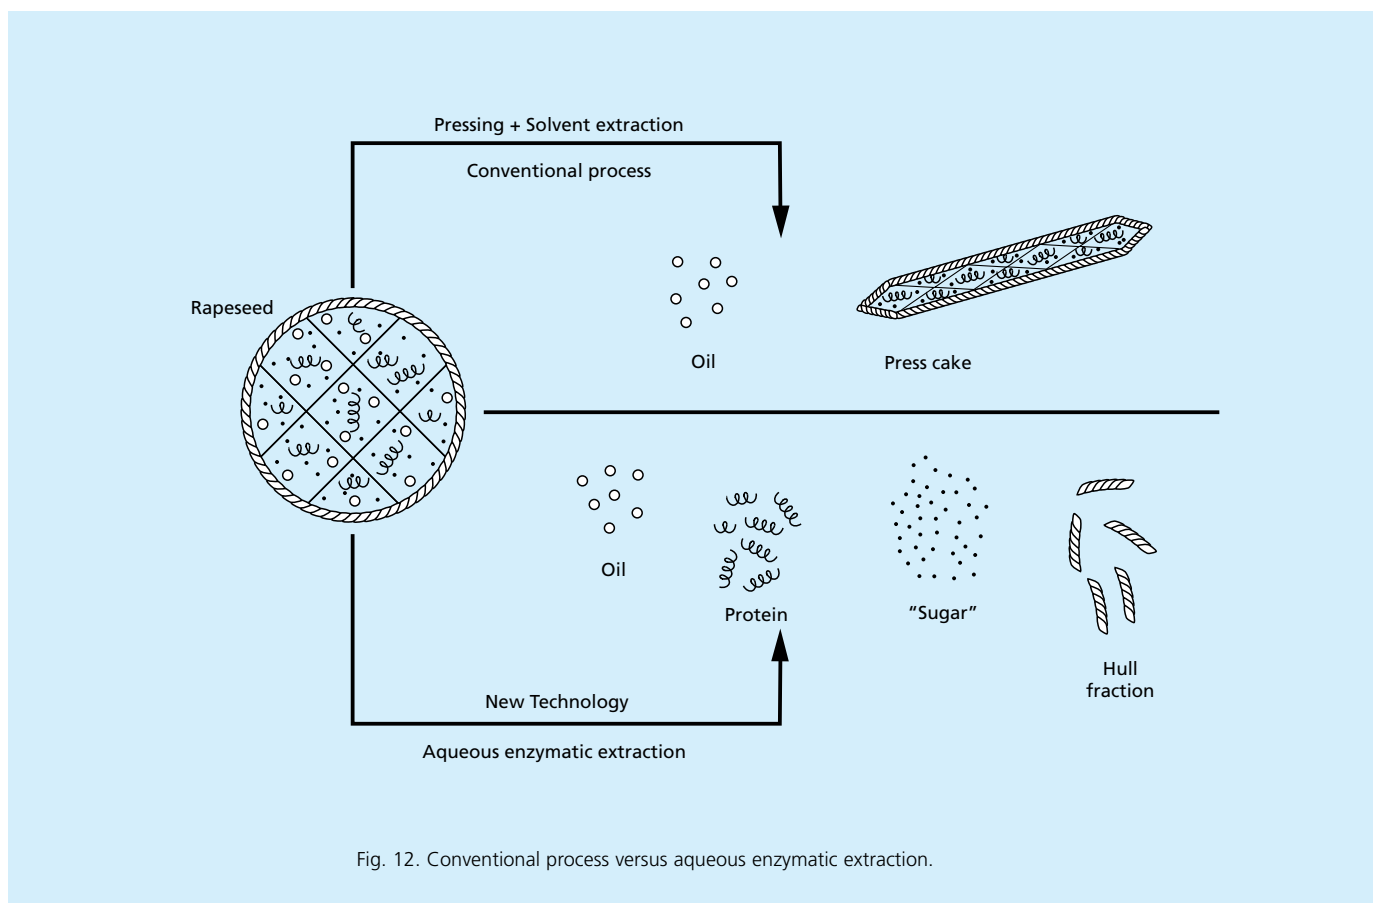 Pressing + Solvent extraction
Conventional process
Rapeseed
Oil
Press cake
Oil
Protein
“Sugar”
Hull
fraction
New Technology
Aqueous enzymatic extraction
Fig. 12. Conventional process versus aqueous enzymatic extraction.